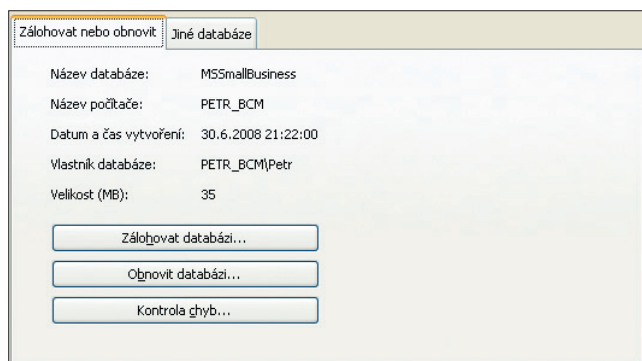 Zálohovat nebo obnovit Jiné databáze
Název databáze: MSSmallBusiness
Název počítače: PETR_BCM
Datum a čas vytvoření: 30.6.2008 21:22:00
Vlastník databáze: PETR_BCM\Petr
Velikost (MB): 35
Zálohovat databázi...
Obnovit databázi...
Kontrola chyb...